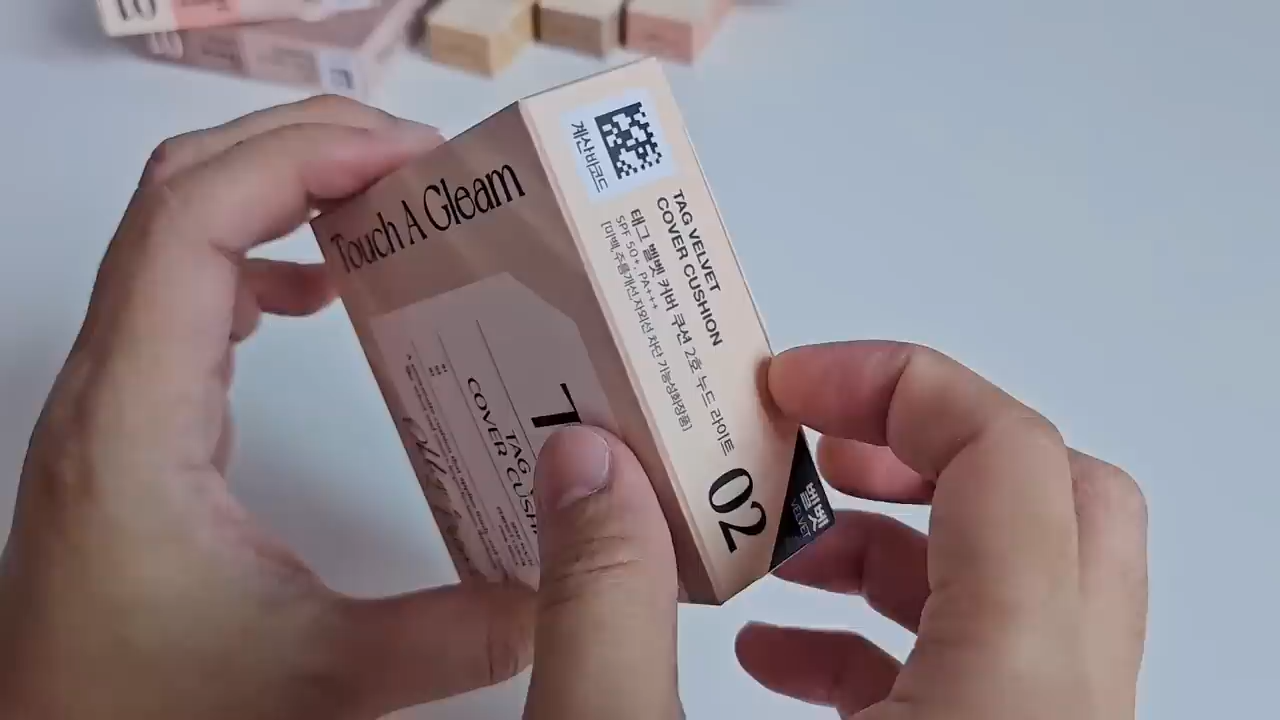 Touch A Gleam
TAG
COVER CUSHI
계산바코드
TAG VELVET
COVER CUSHION
태그 벨벳 커버 쿠션 2호 누드 라이트
SPF 50+, PA+++
[미백,주름개선,자외선 차단 기능성화장품]
02
벨벳
VELVET
01